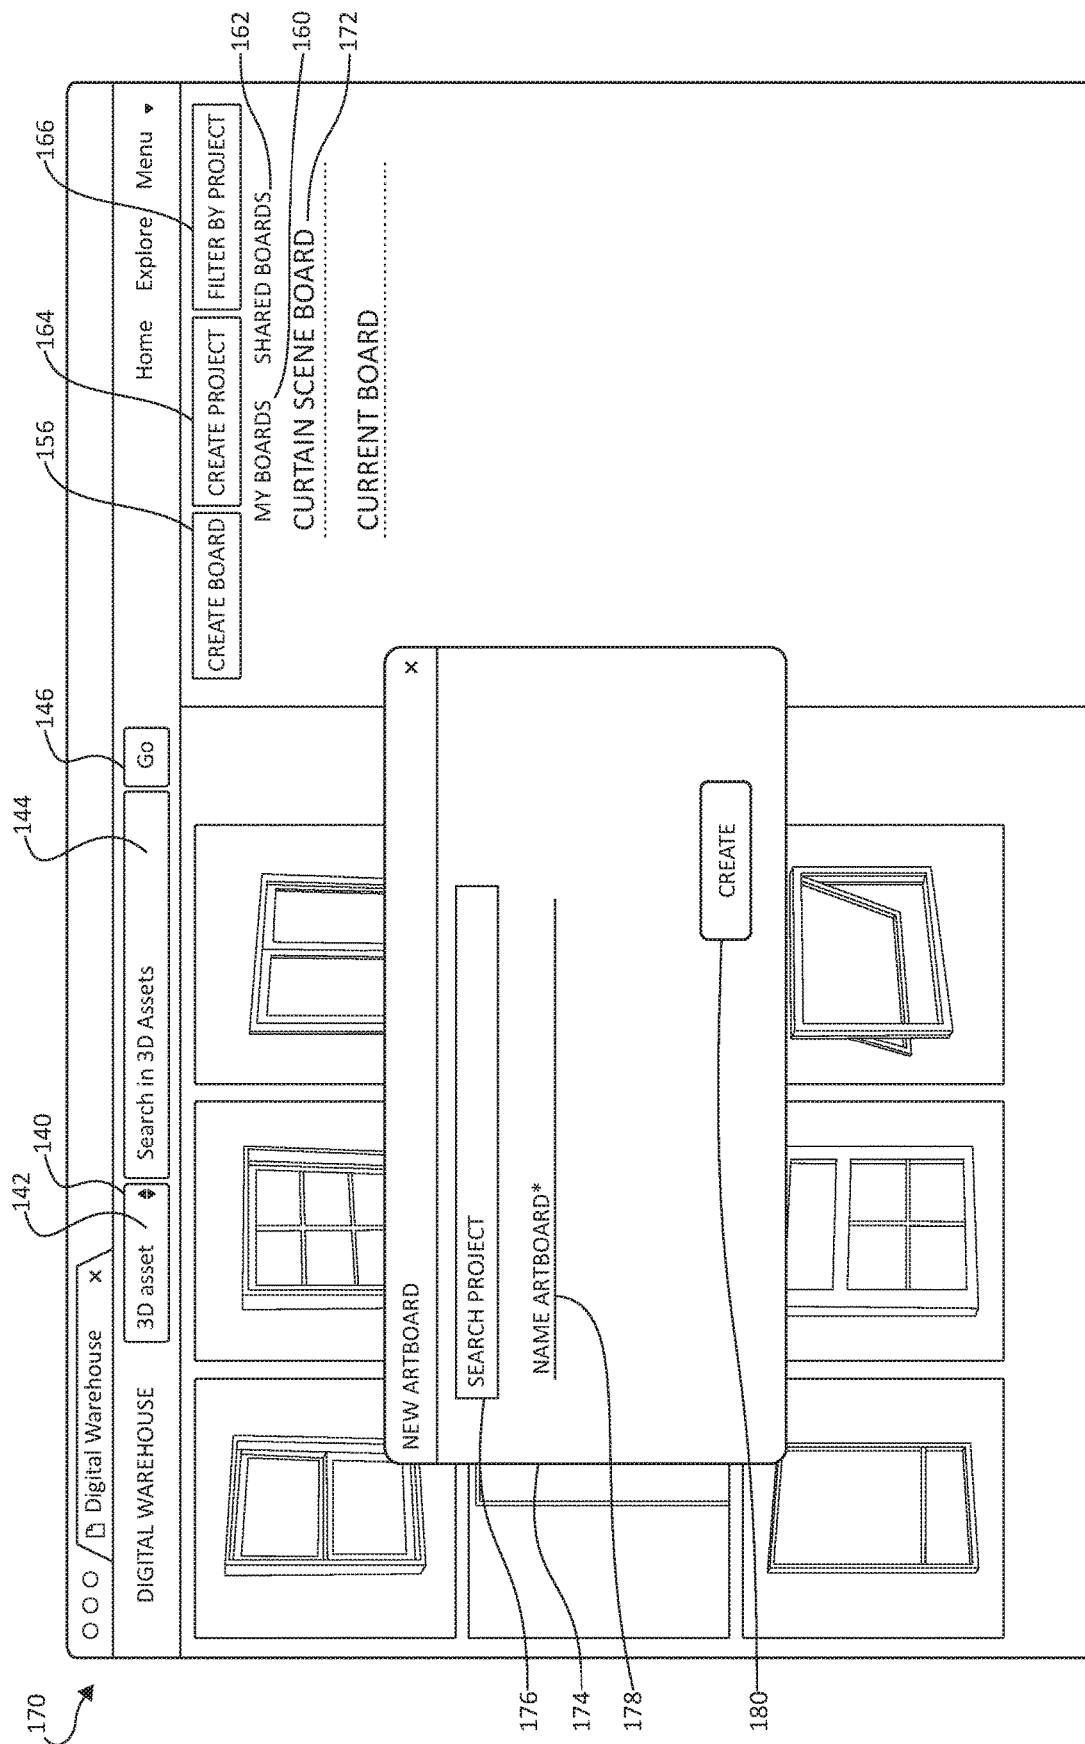 170
142
140
144
146
156
164
166
162
160
172
Digital Warehouse ×
DIGITAL WAREHOUSE 3D asset Search in 3D Assets Go Home Explore Menu
CREATE BOARD CREATE PROJECT FILTER BY PROJECT
MY BOARDS SHARED BOARDS
CURTAIN SCENE BOARD
CURRENT BOARD
NEW ARTBOARD ×
SEARCH PROJECT
NAME ARTBOARD*
CREATE
176
174
178
180